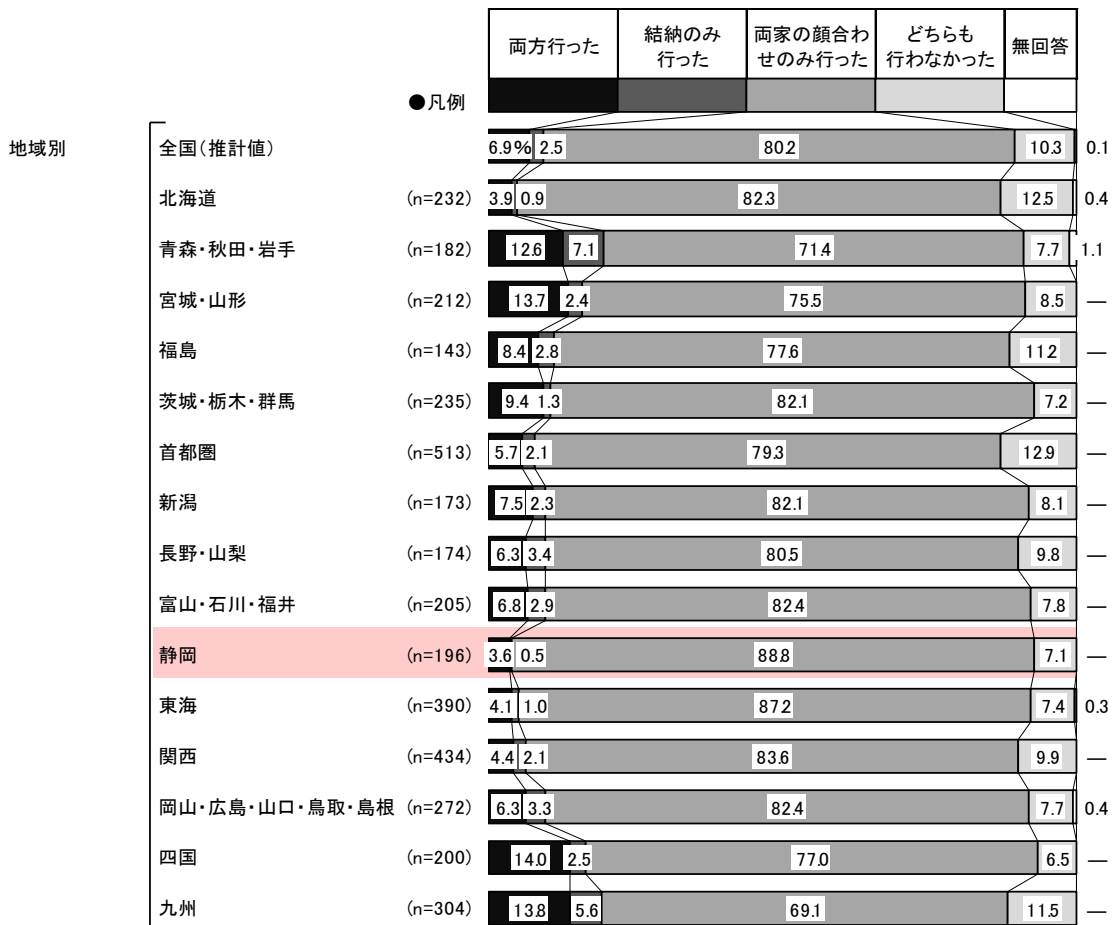 両方行った 結納のみ 行った 両家の顔合わ せのみ行った どちらも 行わなかった 無回答
●凡例
地域別 全国(推計値) 6.9% 2.5 80.2 10.3 0.1
北海道 (n=232) 3.9 0.9 82.3 12.5 0.4
青森・秋田・岩手 (n=182) 12.6 7.1 71.4 7.7 1.1
宮城・山形 (n=212) 13.7 2.4 75.5 8.5 —
福島 (n=143) 8.4 2.8 77.6 11.2 —
茨城・栃木・群馬 (n=235) 9.4 1.3 82.1 7.2 —
首都圏 (n=513) 5.7 2.1 79.3 12.9 —
新潟 (n=173) 7.5 2.3 82.1 8.1 —
長野・山梨 (n=174) 6.3 3.4 80.5 9.8 —
富山・石川・福井 (n=205) 6.8 2.9 82.4 7.8 —
静岡 (n=196) 3.6 0.5 88.8 7.1 —
東海 (n=390) 4.1 1.0 87.2 7.4 0.3
関西 (n=434) 4.4 2.1 83.6 9.9 —
岡山・広島・山口・鳥取・島根 (n=272) 6.3 3.3 82.4 7.7 0.4
四国 (n=200) 14.0 2.5 77.0 6.5 —
九州 (n=304) 13.8 5.6 69.1 11.5 —